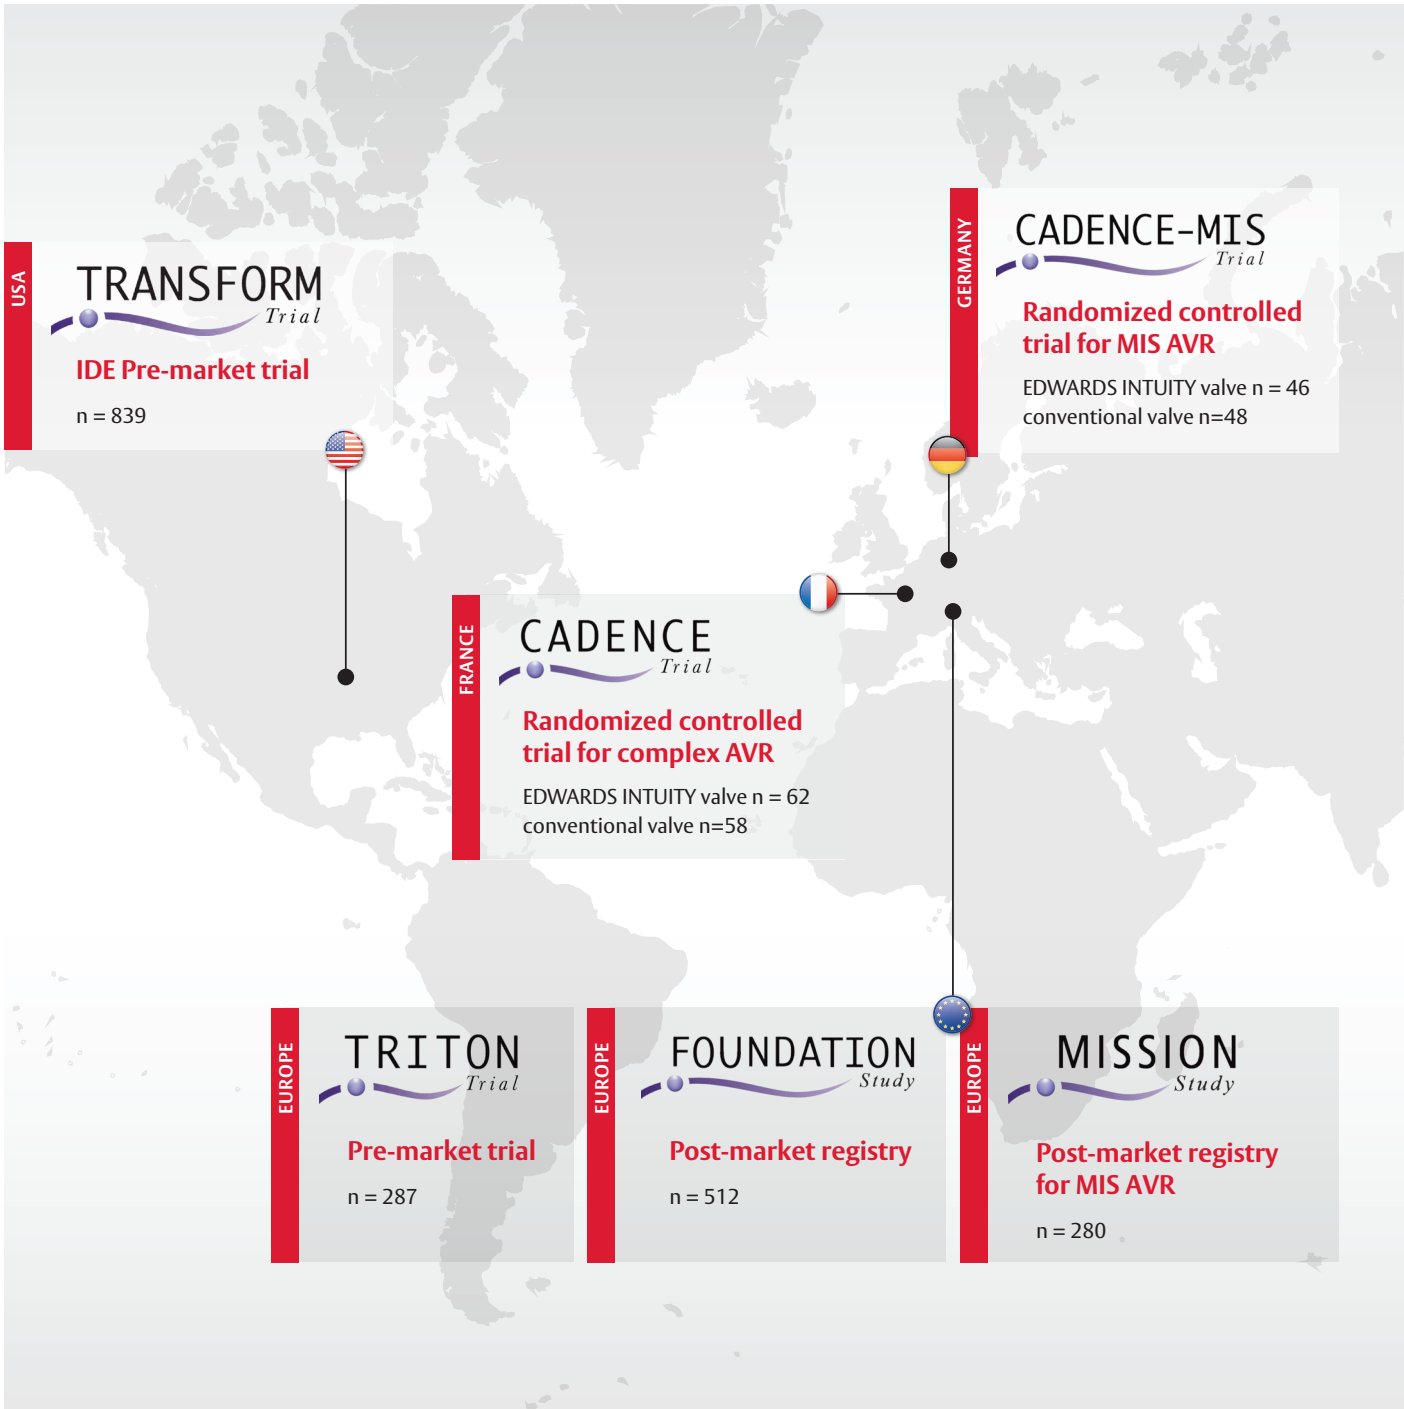 USA
TRANSFORM
Trial
IDE Pre-market trial
n = 839
GERMANY
CADENCE-MIS
Trial
Randomized controlled
trial for MIS AVR
EDWARDS INTUITY valve n = 46
conventional valve n=48
FRANCE
CADENCE
Trial
Randomized controlled
trial for complex AVR
EDWARDS INTUITY valve n = 62
conventional valve n=58
EUROPE
TRITON
Trial
Pre-market trial
n = 287
EUROPE
FOUNDATION
Study
Post-market registry
n = 512
EUROPE
MISSION
Study
Post-market registry
for MIS AVR
n = 280